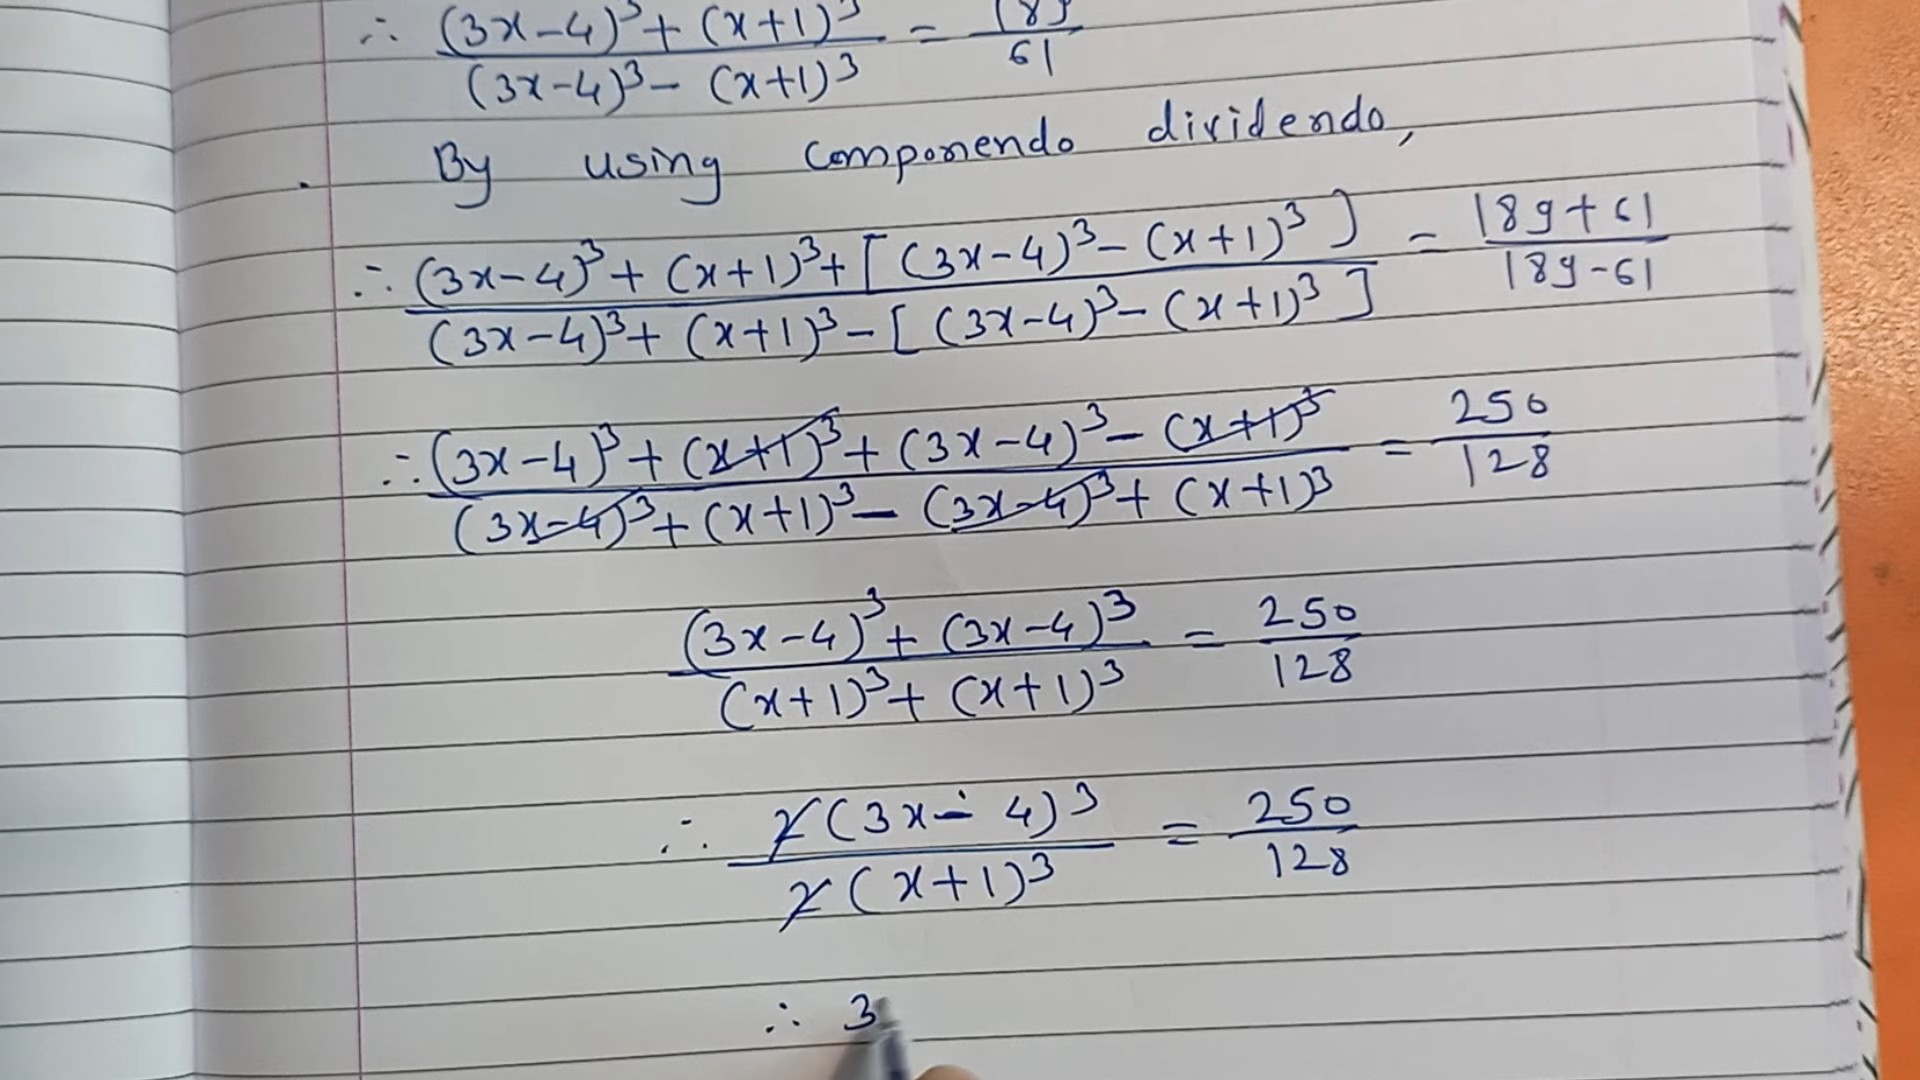 ∴ (3x-4)³+ (x+1)³ / (3x-4)³- (x+1)³ = 189/61
By using componendo dividendo,
∴ (3x-4)³+ (x+1)³+[(3x-4)³- (x+1)³] / (3x-4)³+ (x+1)³-[(3x-4)³- (x+1)³] = 189+61 / 189-61
∴ (3x-4)³+ (x+1)³+ (3x-4)³- (x+1)³ / (3x-4)³+ (x+1)³- (3x-4)³+ (x+1)³ = 250/128
(3x-4)³+ (3x-4)³ / (x+1)³+ (x+1)³ = 250/128
∴ 2(3x-4)³ / 2(x+1)³ = 250/128
∴ 3